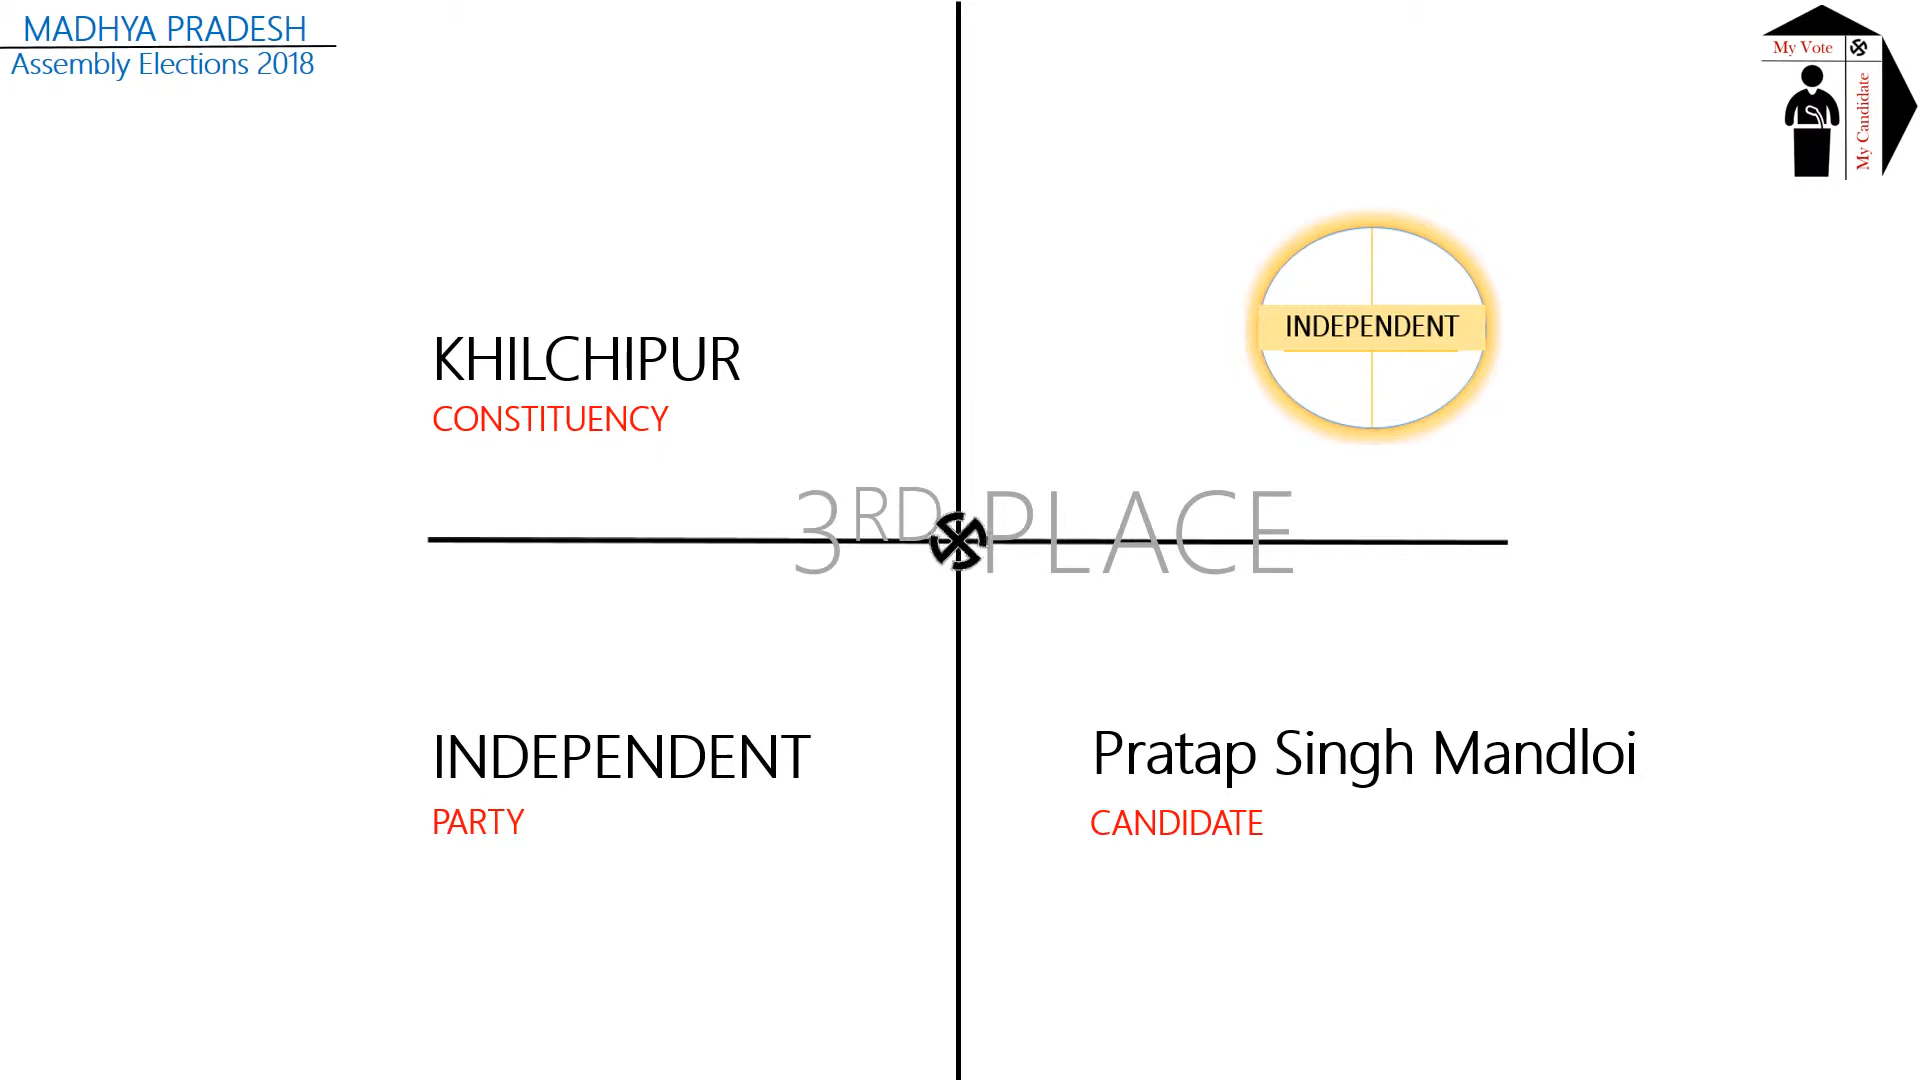 MADHYA PRADESH
Assembly Elections 2018
My Vote
My Candidate
INDEPENDENT
KHILCHIPUR
CONSTITUENCY
3RD PLACE
INDEPENDENT
PARTY
Pratap Singh Mandloi
CANDIDATE